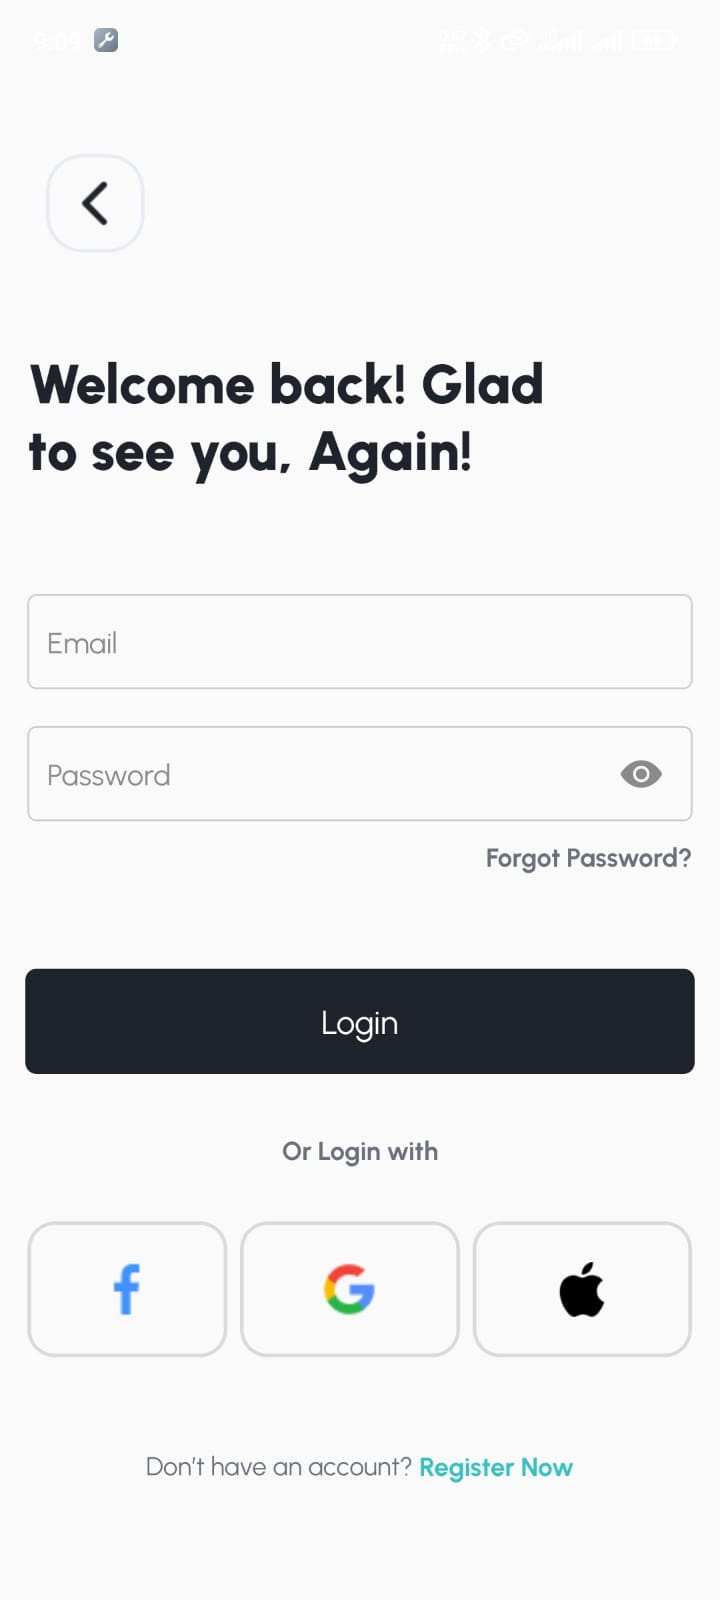 9:09
Welcome back! Glad
to see you, Again!
Email
Password
Forgot Password?
Login
Or Login with
Don't have an account? Register Now